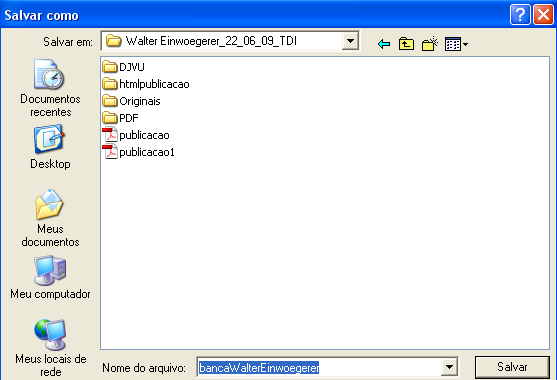 Salvar como
Salvar em: Walter Einwoegerer_22_06_09_TDI
Documentos
recentes
Desktop
Meus
documentos
Meu computador
Meus locais de
rede
DJVU
htmlpublicacao
Originais
PDF
publicacao
publicacao1
Nome do arquivo: bancaWalterEinwoegerer Salvar